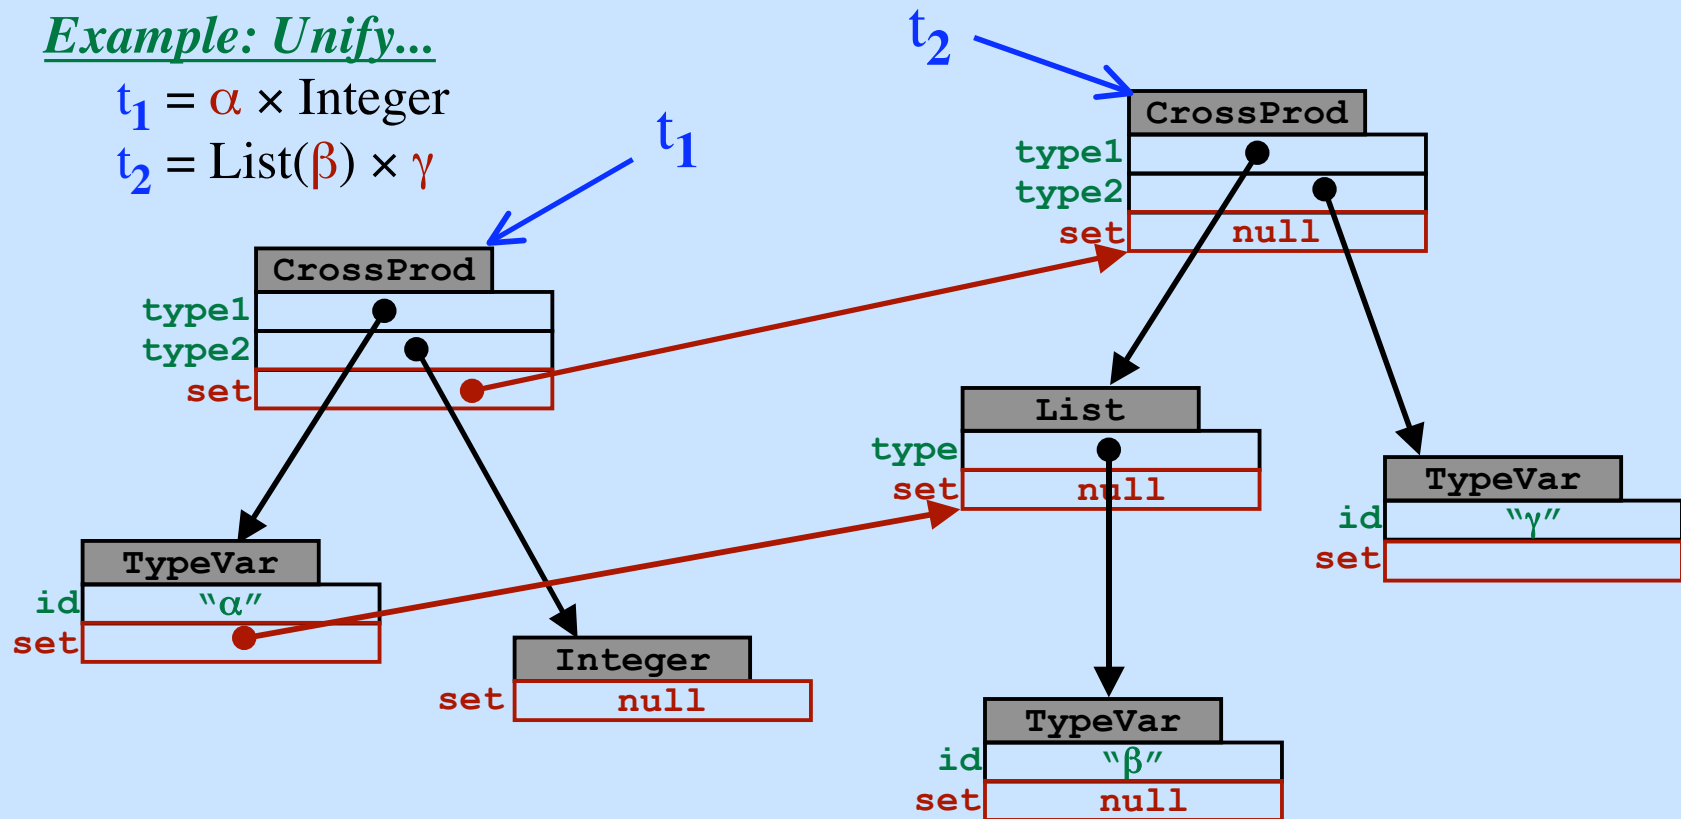 Example: Unify...
t₁ = α × Integer
t₂ = List(β) × γ
t₁
t₂
CrossProd
type1
type2
set null
CrossProd
type1
type2
set
List
type
set null
TypeVar
id "γ"
set
TypeVar
id "α"
set
Integer
set null
TypeVar
id "β"
set null